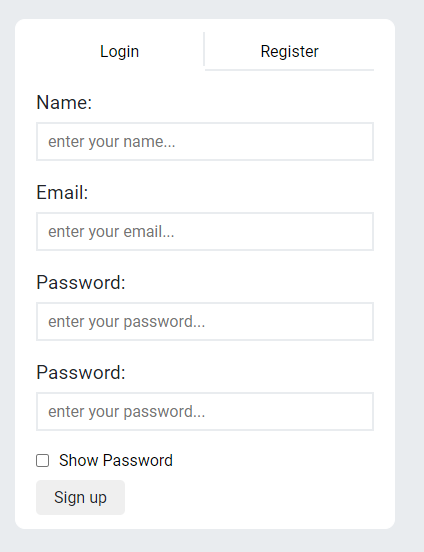 Login Register
Name:
enter your name...
Email:
enter your email...
Password:
enter your password...
Password:
enter your password...
Show Password
Sign up